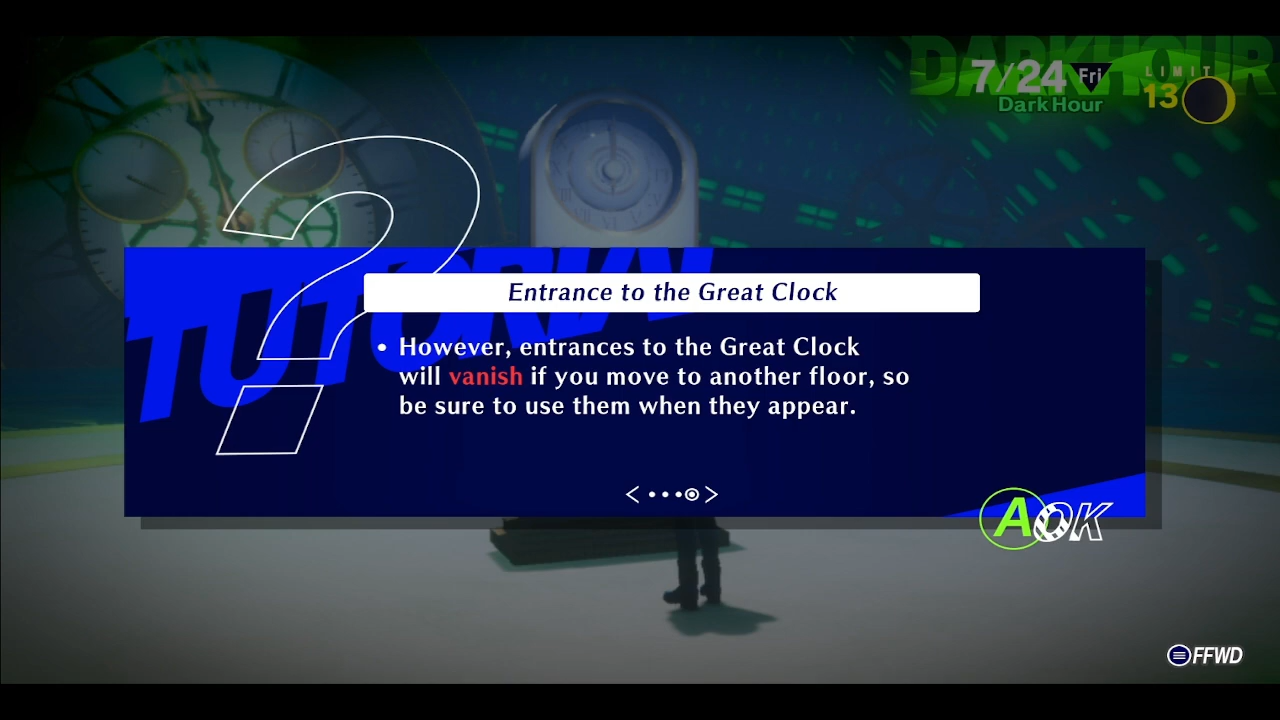 DARK HOUR
7/24 Fri
LIMIT
Dark Hour
13
TUTORIAL
Entrance to the Great Clock
• However, entrances to the Great Clock
will vanish if you move to another floor, so
be sure to use them when they appear.
A OK
FFWD